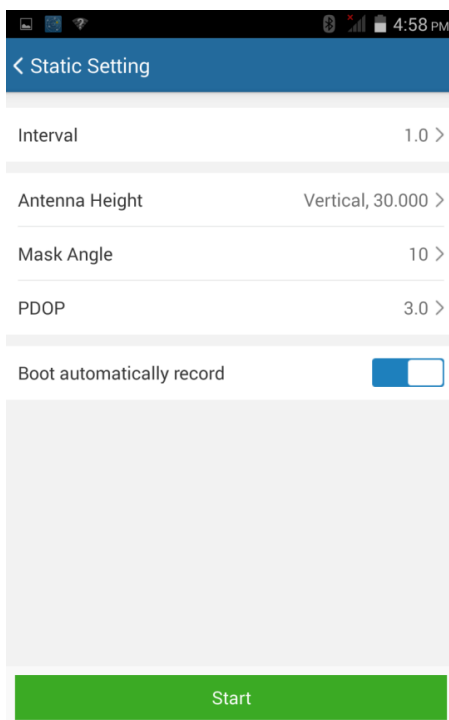 4:58 PM
Static Setting
Interval 1.0
Antenna Height Vertical, 30.000
Mask Angle 10
PDOP 3.0
Boot automatically record
Start